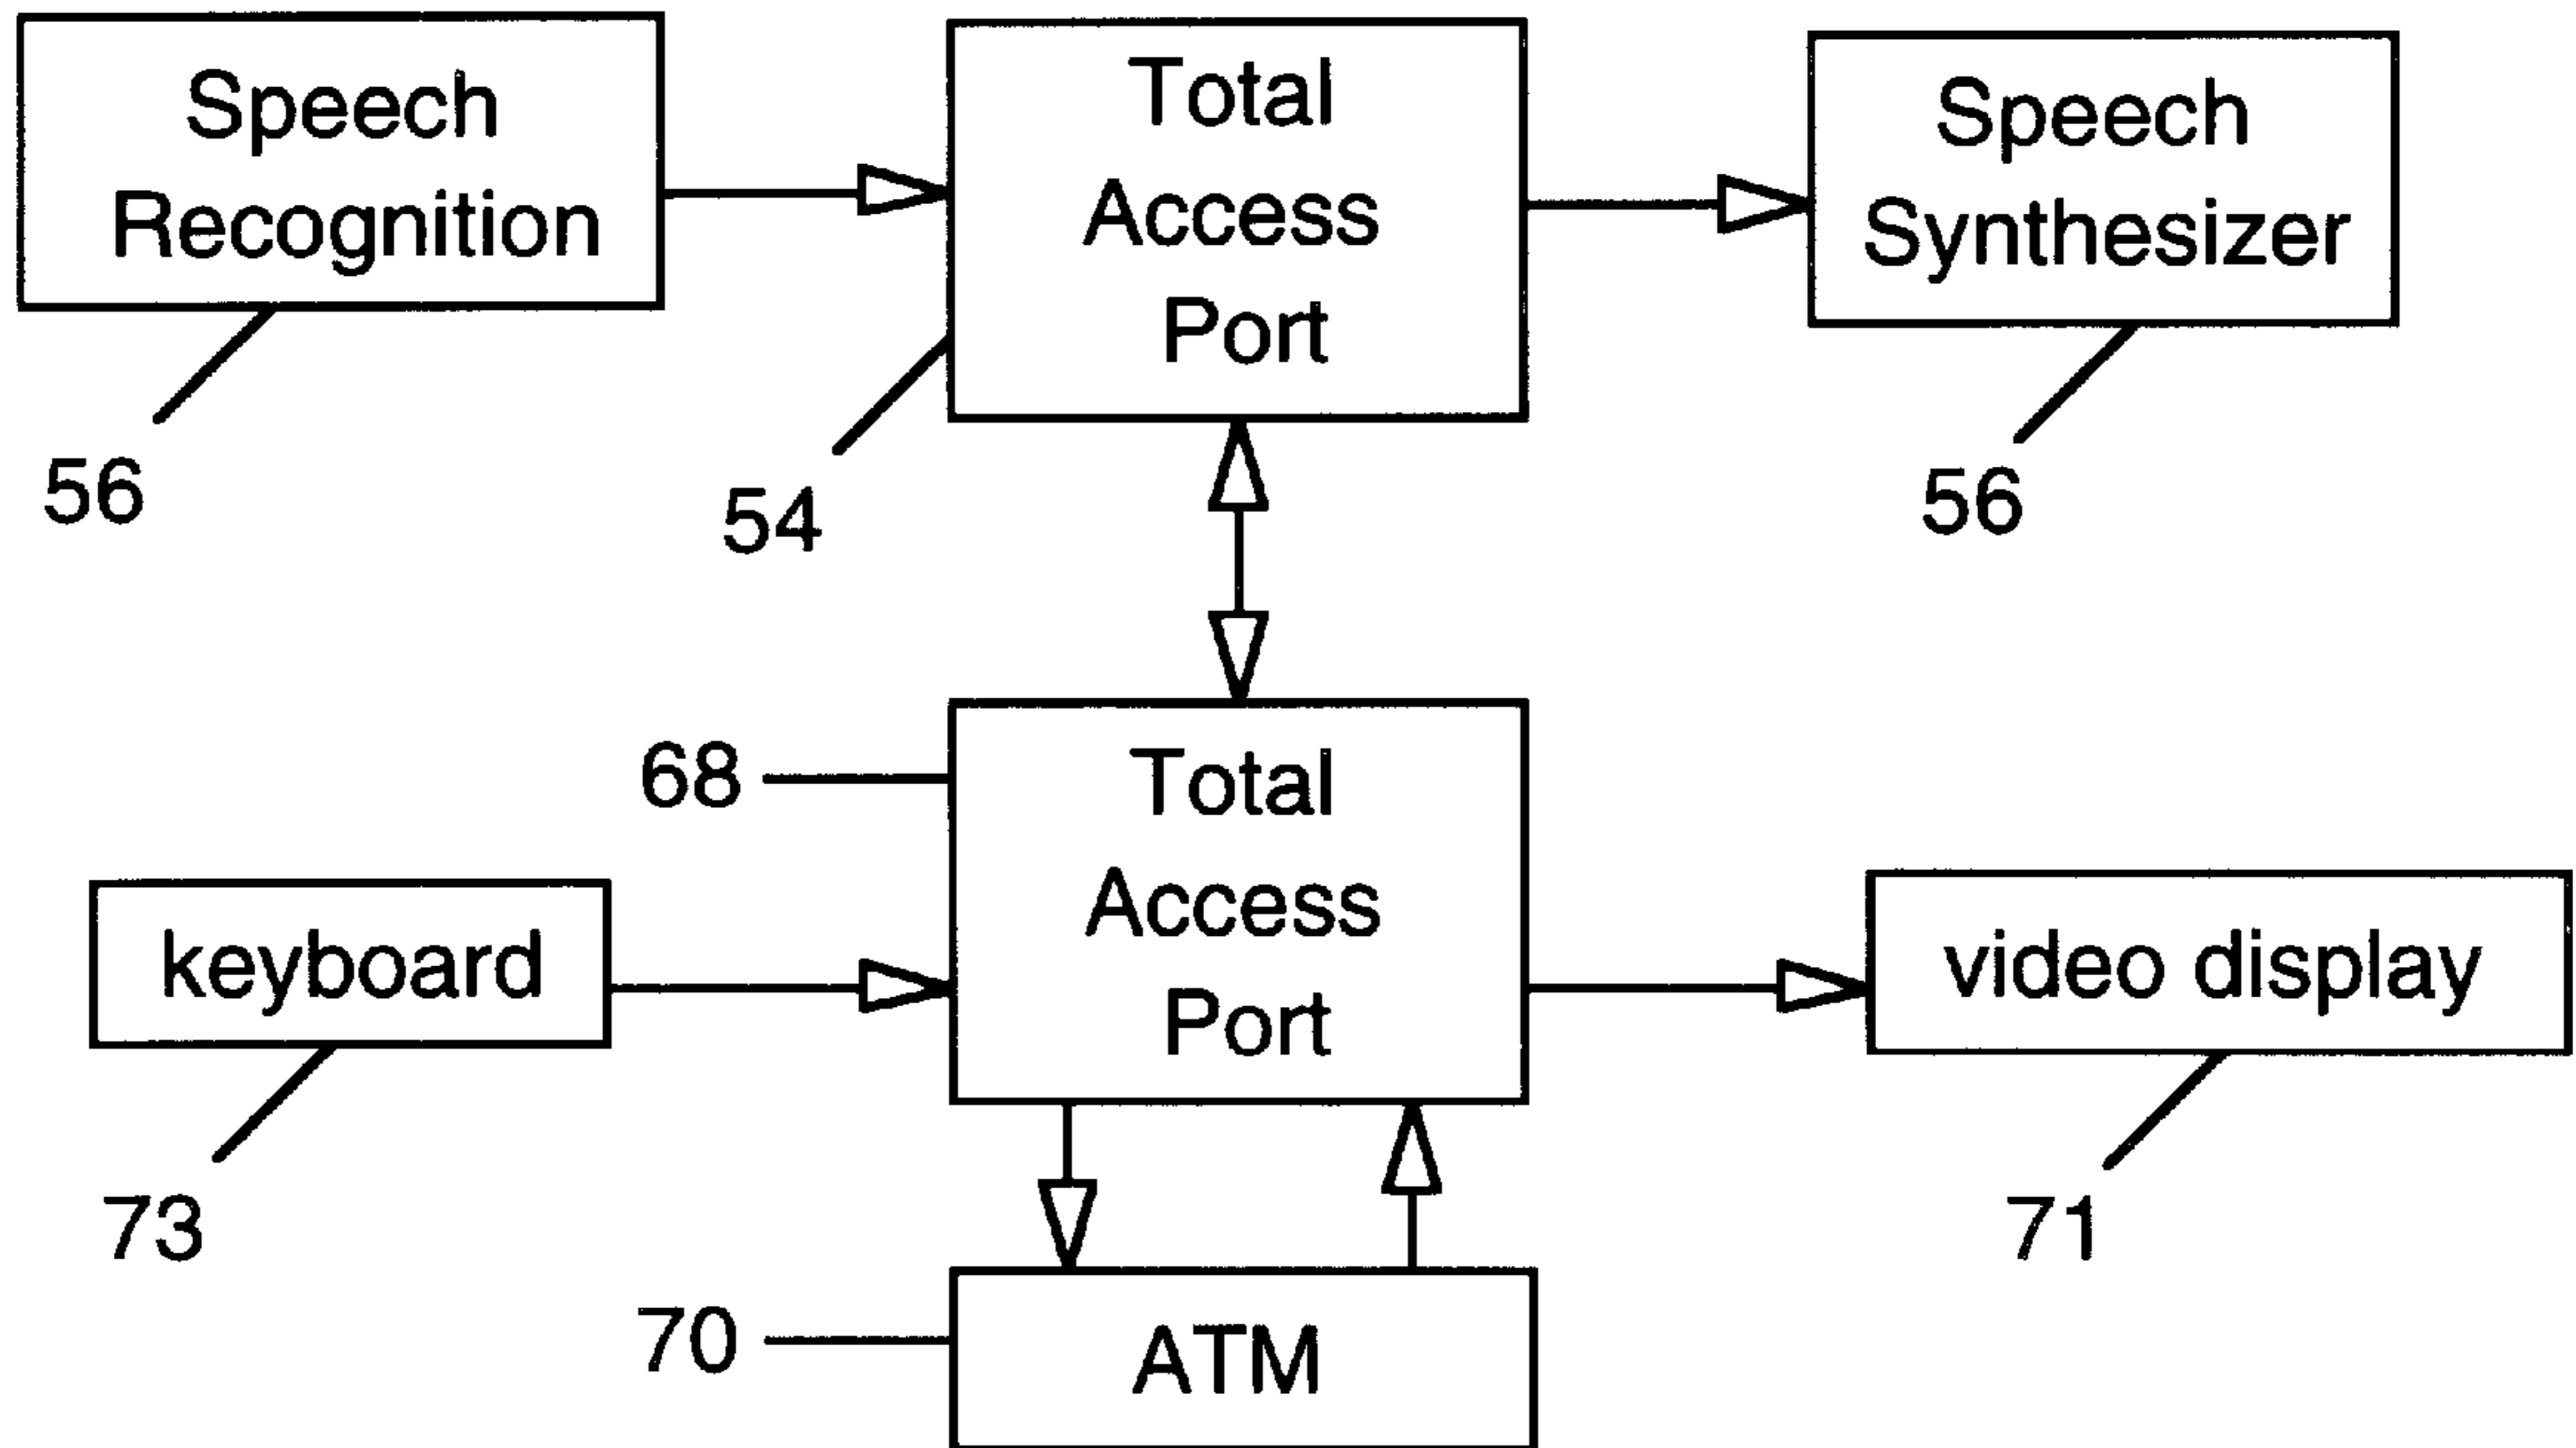 Speech
Recognition
56
Total
Access
Port
54
Speech
Synthesizer
56
68
Total
Access
Port
keyboard
73
video display
71
70
ATM